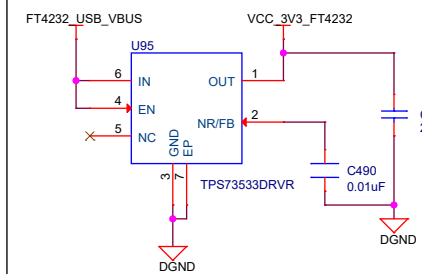 FT4232_USB_VBUS
VCC_3V3_FT4232
U95
6 IN OUT 1
4 EN
NR/FB 2
5 NC
GND
EP
3
7
TPS73533DRVR
C490
0.01uF
DGND
DGND